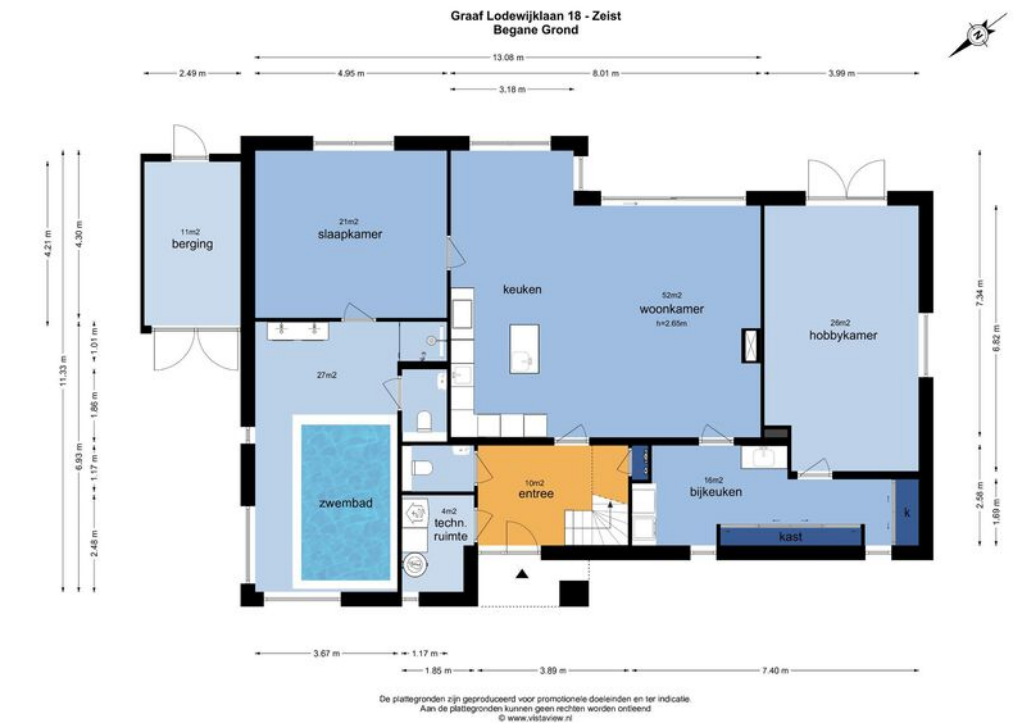 Graaf Lodewijklaan 18 - Zeist
Begane Grond
N
13.08 m
2.49 m
4.95 m
8.01 m
3.99 m
3.18 m
11m2
berging
21m2
slaapkamer
keuken
52m2
woonkamer
h=2.65m
26m2
hobbykamer
27m2
zwembad
4m2
techn.
ruimte
10m2
entree
16m2
bijkeuken
kast
k
4.21 m
4.30 m
11.33 m
6.93 m
1.01 m
1.86 m
1.17 m
2.48 m
7.34 m
6.82 m
2.58 m
1.69 m
3.67 m
1.17 m
1.85 m
3.89 m
7.40 m
De plattegronden zijn geproduceerd voor promotionele doeleinden en ter indicatie.
Aan de plattegronden kunnen geen rechten worden ontleend
© www.vistaview.nl